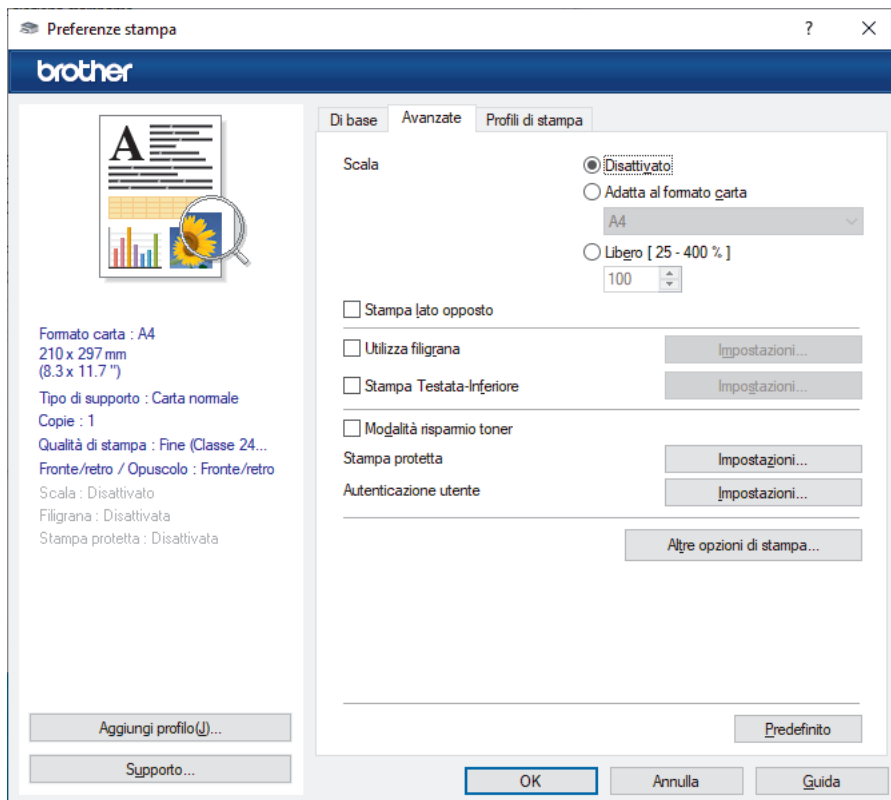 Preferenze stampa
brother
A
Formato carta : A4
210 x 297 mm
(8.3 x 11.7 ")
Tipo di supporto : Carta normale
Copie : 1
Qualità di stampa : Fine (Classe 24...
Fronte/retro / Opuscolo : Fronte/retro
Scala : Disattivato
Filigrana : Disattivata
Stampa protetta : Disattivata
Aggiungi profilo(J)...
Supporto...
Di base Avanzate Profili di stampa
Scala Disattivato
Adatta al formato carta
A4
Libero [ 25 - 400 % ]
100
Stampa lato opposto
Utilizza filigrana Impostazioni...
Stampa Testata-Inferiore Impostazioni...
Modalità risparmio toner
Stampa protetta Impostazioni...
Autenticazione utente Impostazioni...
Altre opzioni di stampa...
Predefinito
OK Annulla Guida